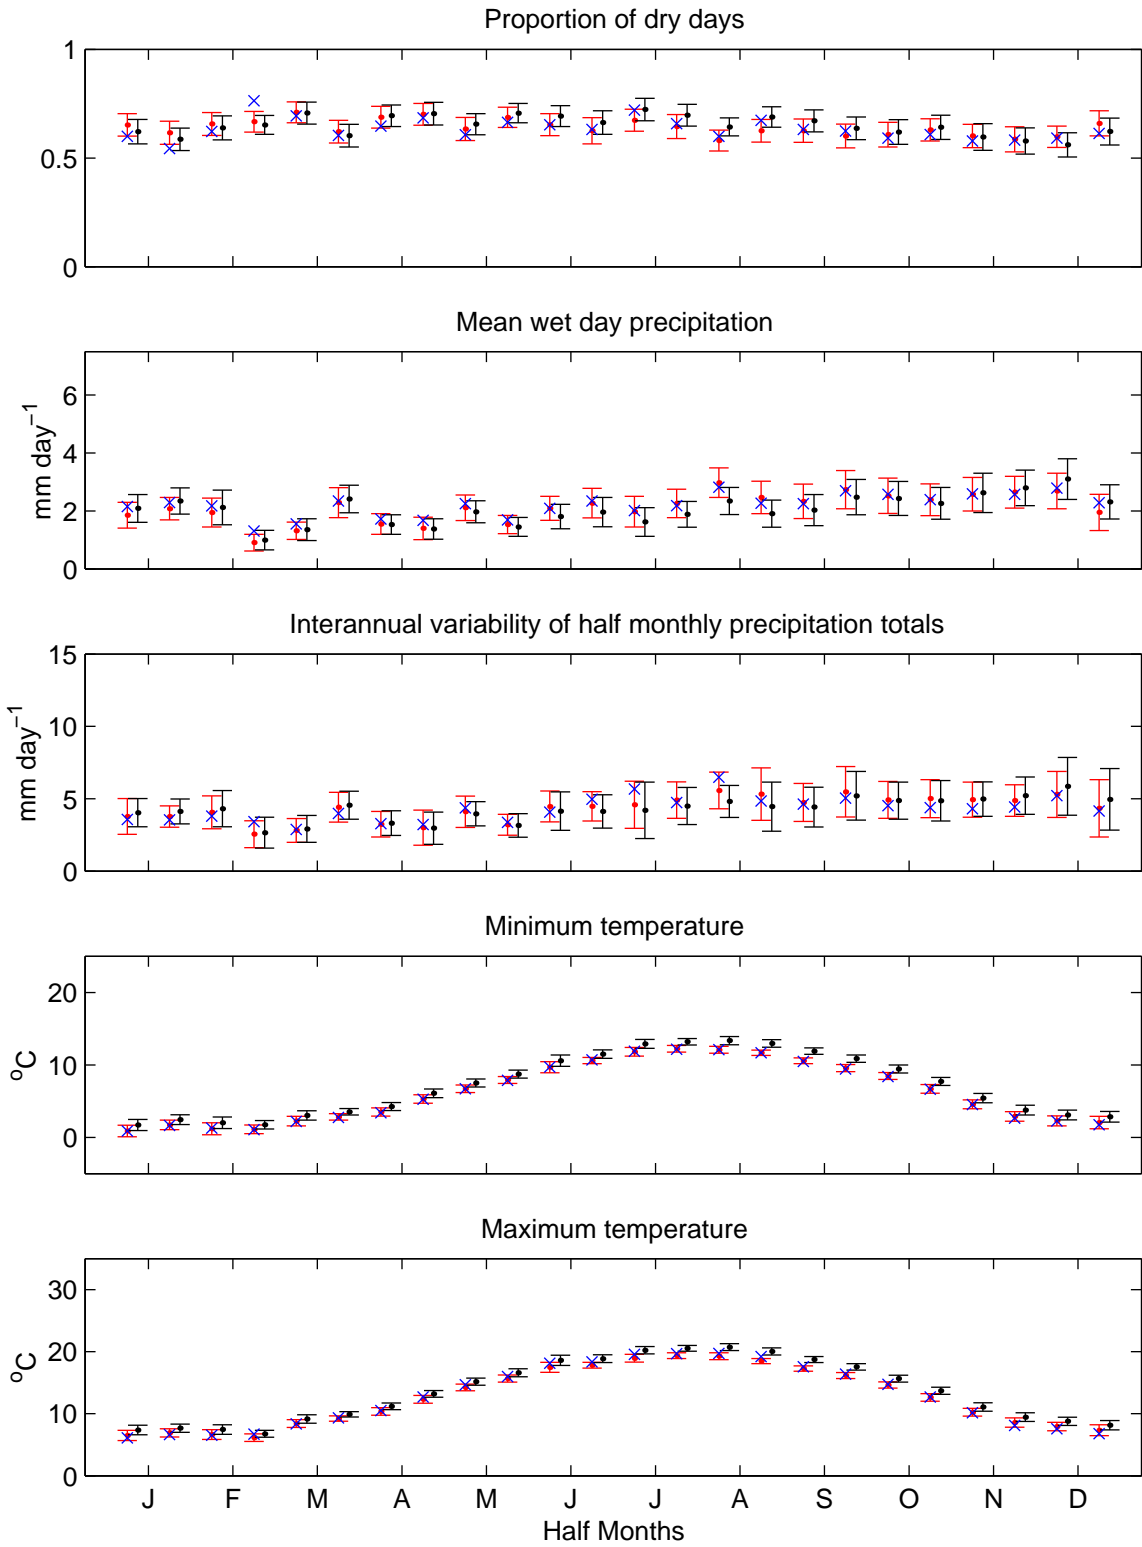 Proportion of dry days
1
0.5
0
Mean wet day precipitation
6
4
2
0
mm day⁻¹
Interannual variability of half monthly precipitation totals
15
10
5
0
mm day⁻¹
Minimum temperature
20
10
0
ºC
Maximum temperature
30
20
10
0
ºC
J F M A M J J A S O N D
Half Months